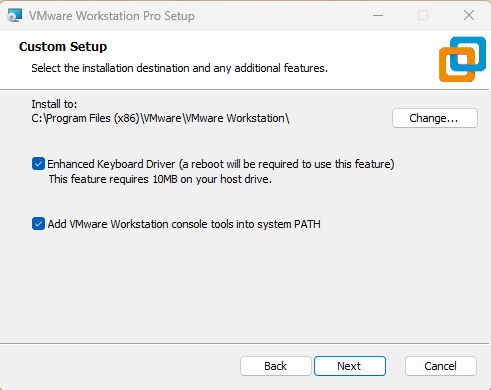 VMware Workstation Pro Setup
Custom Setup
Select the installation destination and any additional features.
Install to:
C:\Program Files (x86)\VMware\VMware Workstation\
Change...
Enhanced Keyboard Driver (a reboot will be required to use this feature)
This feature requires 10MB on your host drive.
Add VMware Workstation console tools into system PATH
Back
Next
Cancel